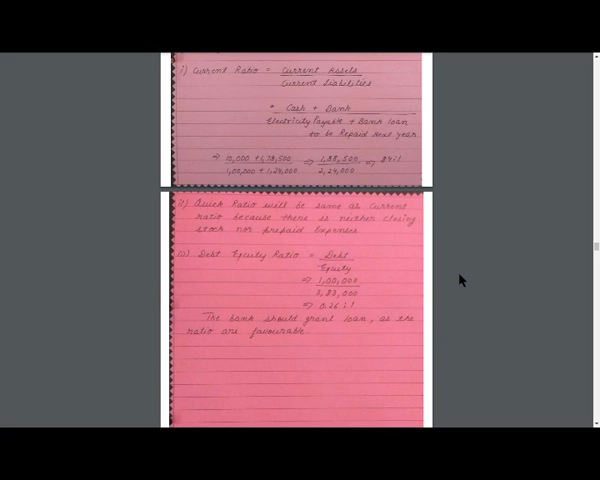 i) Current Ratio = Current Assets
Current Liabilities
= Cash + Bank
Electricity Payable + Bank loan
to be Repaid next year
⇒ 10,000 + 1,78,500 ⇒ 1,88,500 ⇒ .84:1
1,00,000 + 1,24,000 2,24,000
ii) Quick Ratio will be same as Current
ratio because there is neither closing
stock nor prepaid Expenses
iii) Debt Equity Ratio = Debt
Equity
⇒ 1,00,000
3,83,000
⇒ 0.26:1
The bank should grant loan, as the
ratio are favourable